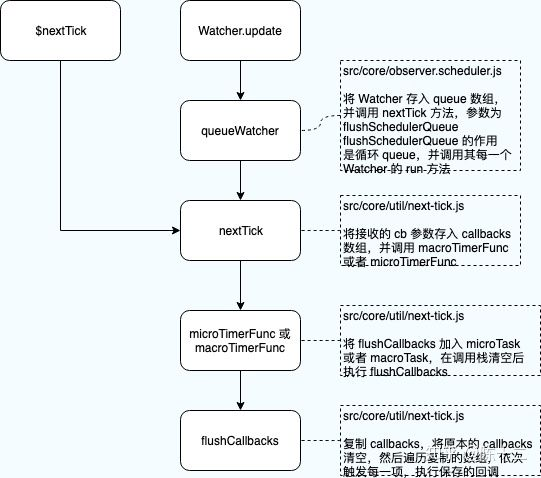 $nextTick
Watcher.update
src/core/observer.scheduler.js
将 Watcher 存入 queue 数组，
并调用 nextTick 方法，参数为
flushSchedulerQueue
flushSchedulerQueue 的作用
是循环 queue，并调用其每一个
Watcher 的 run 方法
queueWatcher
src/core/util/next-tick.js
将接收的 cb 参数存入 callbacks
数组，并调用 macroTimerFunc
或者 microTimerFunc
nextTick
src/core/util/next-tick.js
将 flushCallbacks 加入 microTask
或者 macroTask，在调用栈清空后
执行 flushCallbacks
microTimerFunc 或
macroTimerFunc
src/core/util/next-tick.js
复制 callbacks，将原本的 callbacks
清空，然后遍历复制的数组，依次
触发每一项，执行保存的回调
flushCallbacks